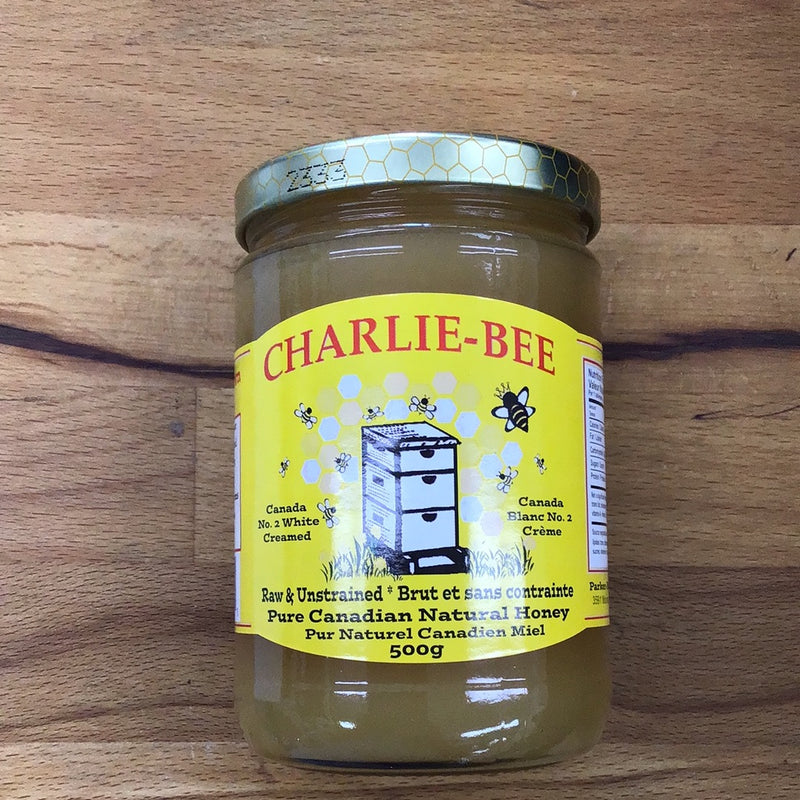 2333
CHARLIE-BEE
Canada
No. 2 White
Creamed
Canada
Blanc No. 2
Crème
Raw & Unstrained * Brut et sans contrainte
Pure Canadian Natural Honey
Pur Naturel Canadien Miel
500g